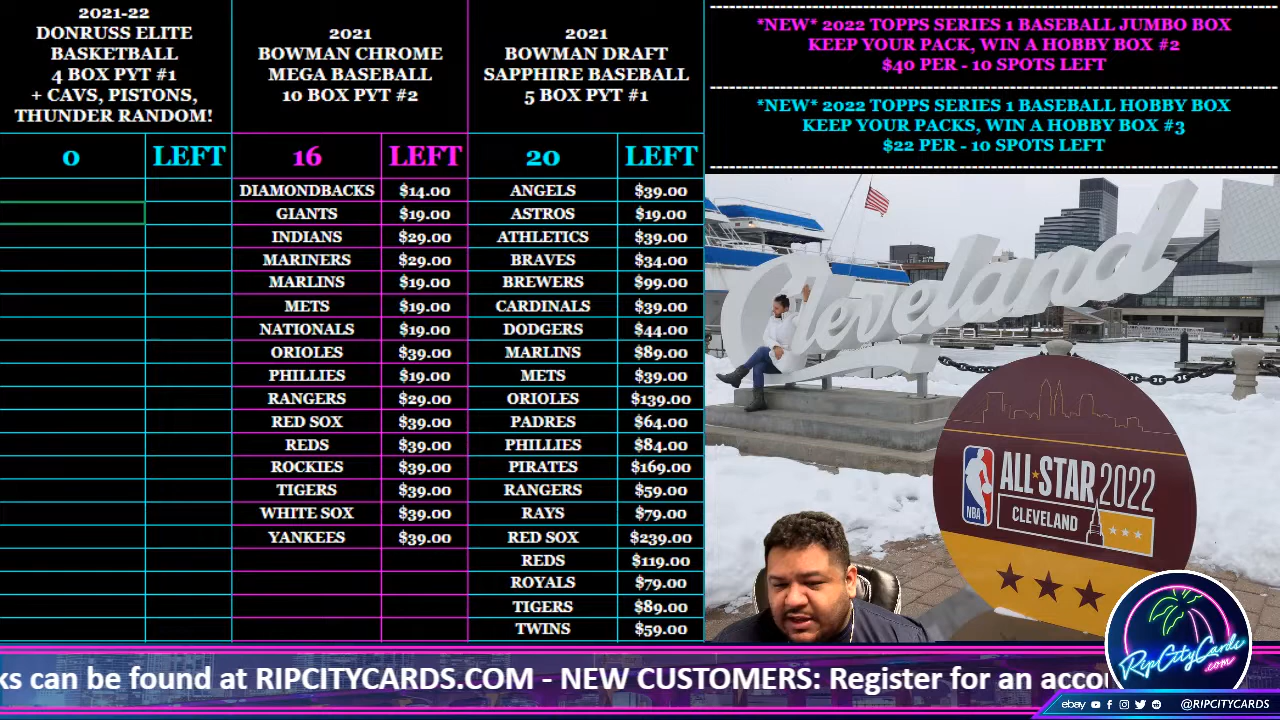 2021-22
DONRUSS ELITE
BASKETBALL
4 BOX PYT #1
+ CAVS, PISTONS,
THUNDER RANDOM!
0 LEFT
2021
BOWMAN CHROME
MEGA BASEBALL
10 BOX PYT #2
16 LEFT
DIAMONDBACKS $14.00
GIANTS $19.00
INDIANS $29.00
MARINERS $29.00
MARLINS $19.00
METS $19.00
NATIONALS $19.00
ORIOLES $39.00
PHILLIES $19.00
RANGERS $29.00
RED SOX $39.00
REDS $39.00
ROCKIES $39.00
TIGERS $39.00
WHITE SOX $39.00
YANKEES $39.00
2021
BOWMAN DRAFT
SAPPHIRE BASEBALL
5 BOX PYT #1
20 LEFT
ANGELS $39.00
ASTROS $19.00
ATHLETICS $39.00
BRAVES $34.00
BREWERS $99.00
CARDINALS $39.00
DODGERS $44.00
MARLINS $89.00
METS $39.00
ORIOLES $139.00
PADRES $64.00
PHILLIES $84.00
PIRATES $169.00
RANGERS $59.00
RAYS $79.00
RED SOX $239.00
REDS $119.00
ROYALS $79.00
TIGERS $89.00
TWINS $59.00
*NEW* 2022 TOPPS SERIES 1 BASEBALL JUMBO BOX
KEEP YOUR PACK, WIN A HOBBY BOX #2
$40 PER - 10 SPOTS LEFT
*NEW* 2022 TOPPS SERIES 1 BASEBALL HOBBY BOX
KEEP YOUR PACKS, WIN A HOBBY BOX #3
$22 PER - 10 SPOTS LEFT
Cleveland
NBA
ALL STAR 2022
CLEVELAND
RipCityCards
.com
ks can be found at RIPCITYCARDS.COM - NEW CUSTOMERS: Register for an accou
ebay @RIPCITYCARDS